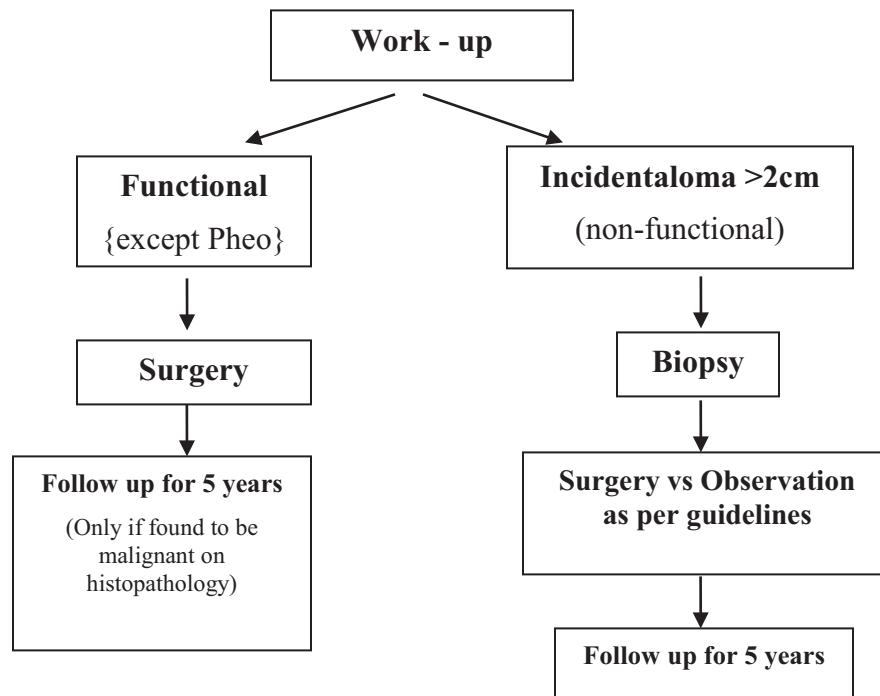 Work - up
Functional
{except Pheo}
Surgery
Follow up for 5 years
(Only if found to be
malignant on
histopathology)
Incidentaloma >2cm
(non-functional)
Biopsy
Surgery vs Observation
as per guidelines
Follow up for 5 years